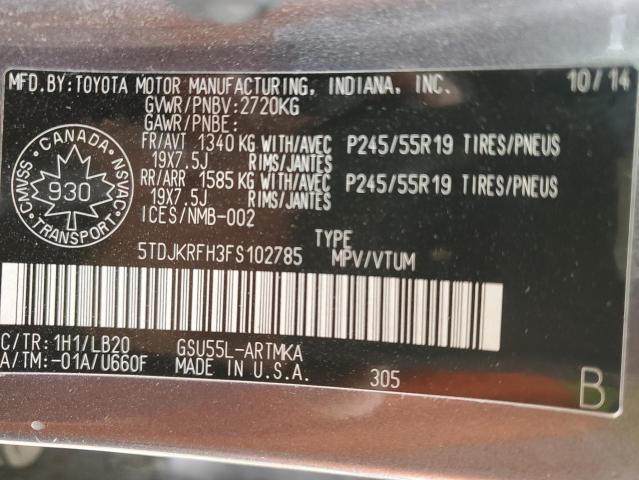 MFD.BY:TOYOTA MOTOR MANUFACTURING, INDIANA, INC. 10/14
GVWR/PNBV:2720KG
GAWR/PNBE:
FR/AVT 1340 KG WITH/AVEC P245/55R19 TIRES/PNEUS
19X7.5J RIMS/JANTES
RR/ARR 1585 KG WITH/AVEC P245/55R19 TIRES/PNEUS
19X7.5J RIMS/JANTES
ICES/NMB-002
CANADA
CMVSS 930 NSVAC
TRANSPORT
TYPE
5TDJKRFH3FS102785 MPV/VTUM
C/TR: 1H1/LB20 GSU55L-ARTMKA
A/TM:-01A/U660F MADE IN U.S.A. 305
B